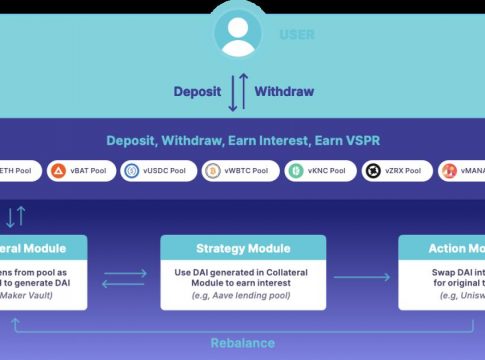 USER
Deposit Withdraw
Deposit, Withdraw, Earn Interest, Earn VSPR
ETH Pool vBAT Pool vUSDC Pool vWBTC Pool vKNC Pool vZRX Pool vMANA
eral Module Strategy Module Action Mo
ens from pool as Use DAI generated in Collateral Swap DAI int
d to generate DAI Module to earn interest for original t
Maker Vault) (e.g, Aave lending pool) (e.g, Unisw
Rebalance